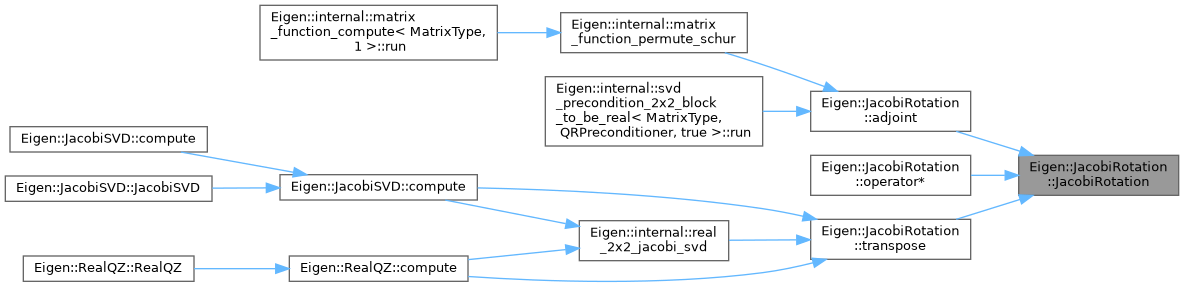 Eigen::internal::matrix
_function_compute< MatrixType,
1 >::run
Eigen::internal::matrix
_function_permute_schur
Eigen::internal::svd
_precondition_2x2_block
_to_be_real< MatrixType,
QRPreconditioner, true >::run
Eigen::JacobiRotation
::adjoint
Eigen::JacobiSVD::compute
Eigen::JacobiRotation
::operator*
Eigen::JacobiRotation
::JacobiRotation
Eigen::JacobiSVD::JacobiSVD
Eigen::JacobiSVD::compute
Eigen::internal::real
_2x2_jacobi_svd
Eigen::JacobiRotation
::transpose
Eigen::RealQZ::RealQZ
Eigen::RealQZ::compute